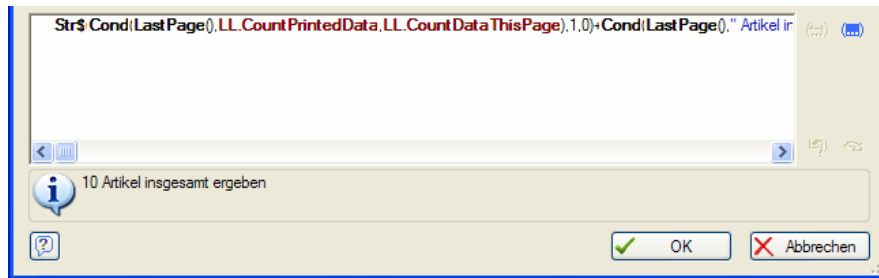 Str$(Cond(LastPage(),LL.CountPrintedData,LL.CountDataThisPage),1,0)+Cond(LastPage()," Artikel in
10 Artikel insgesamt ergeben
OK
Abbrechen